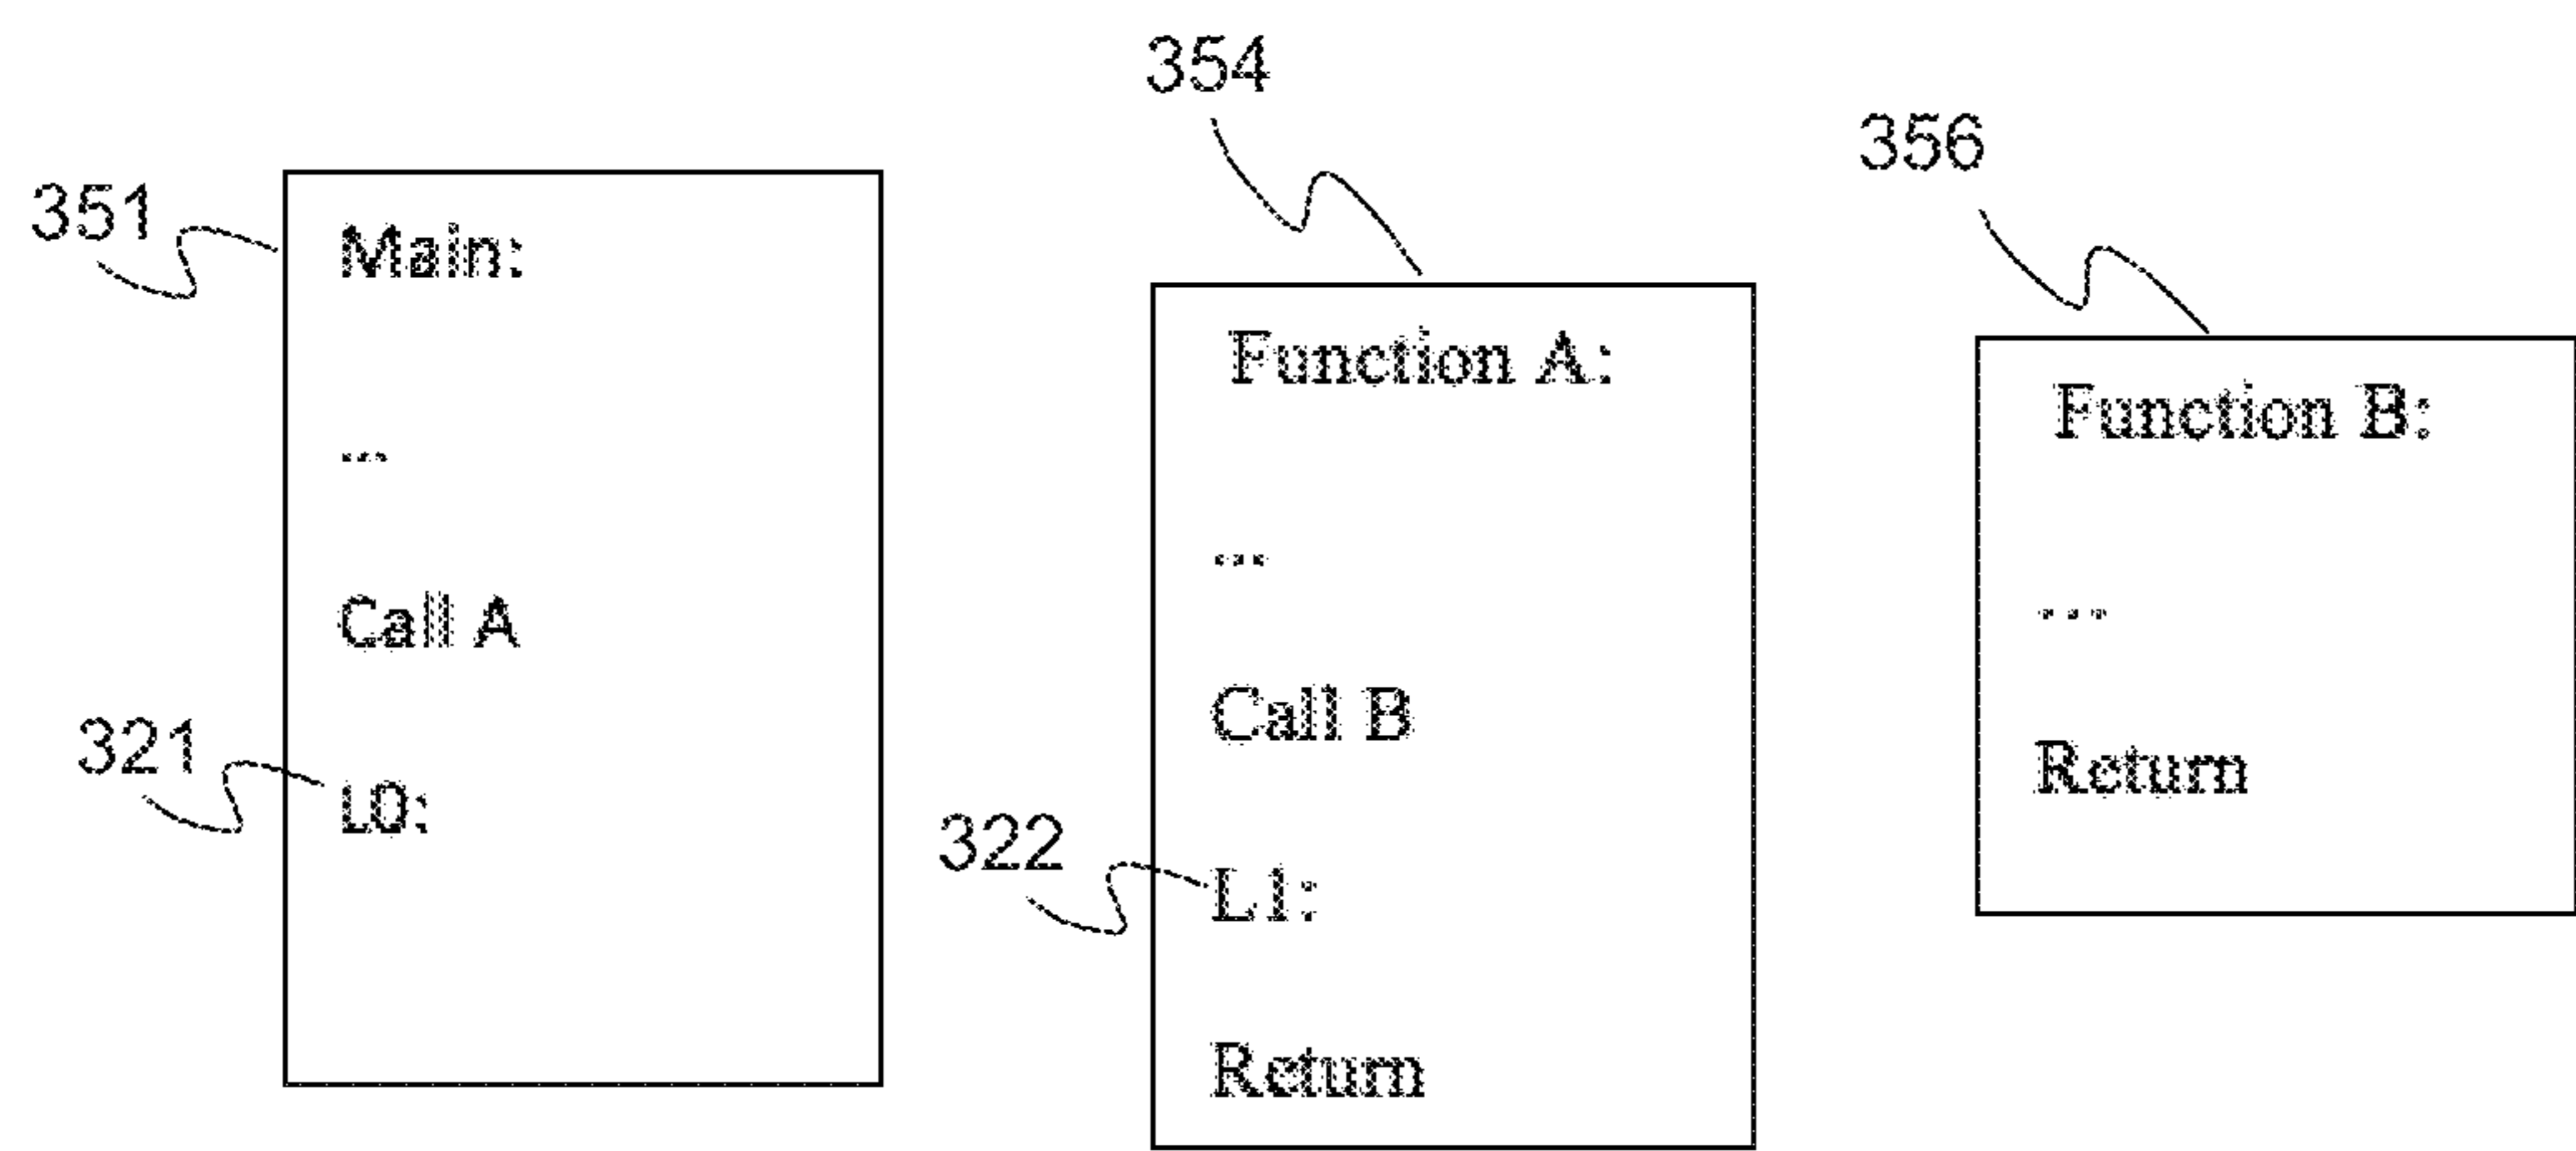 351
Main:
...
Call A
321
L0:
354
Function A:
...
Call B
322
L1:
Return
356
Function B:
...
Return